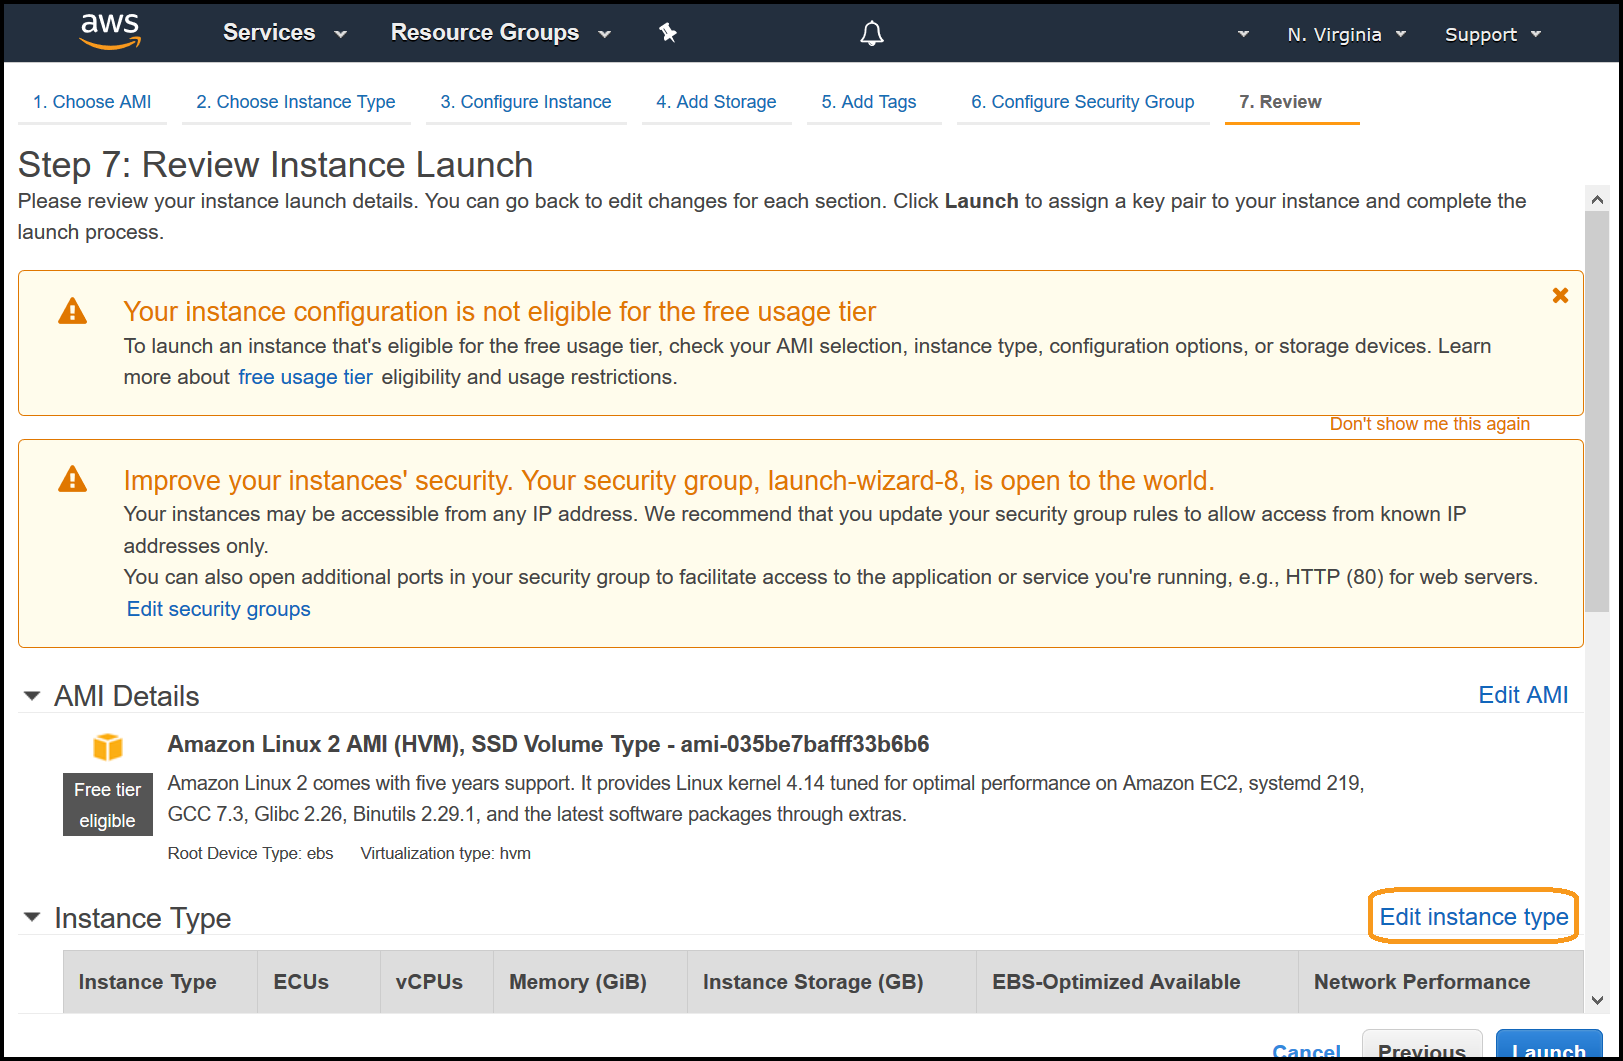 aws
Services Resource Groups N. Virginia Support
1. Choose AMI 2. Choose Instance Type 3. Configure Instance 4. Add Storage 5. Add Tags 6. Configure Security Group 7. Review
Step 7: Review Instance Launch
Please review your instance launch details. You can go back to edit changes for each section. Click Launch to assign a key pair to your instance and complete the
launch process.
Your instance configuration is not eligible for the free usage tier
To launch an instance that's eligible for the free usage tier, check your AMI selection, instance type, configuration options, or storage devices. Learn
more about free usage tier eligibility and usage restrictions.
Don't show me this again
Improve your instances' security. Your security group, launch-wizard-8, is open to the world.
Your instances may be accessible from any IP address. We recommend that you update your security group rules to allow access from known IP
addresses only.
You can also open additional ports in your security group to facilitate access to the application or service you're running, e.g., HTTP (80) for web servers.
Edit security groups
AMI Details Edit AMI
Amazon Linux 2 AMI (HVM), SSD Volume Type - ami-035be7bafff33b6b6
Free tier
eligible
Amazon Linux 2 comes with five years support. It provides Linux kernel 4.14 tuned for optimal performance on Amazon EC2, systemd 219,
GCC 7.3, Glibc 2.26, Binutils 2.29.1, and the latest software packages through extras.
Root Device Type: ebs Virtualization type: hvm
Instance Type Edit instance type
Instance Type ECUs vCPUs Memory (GiB) Instance Storage (GB) EBS-Optimized Available Network Performance
Cancel Previous Launch